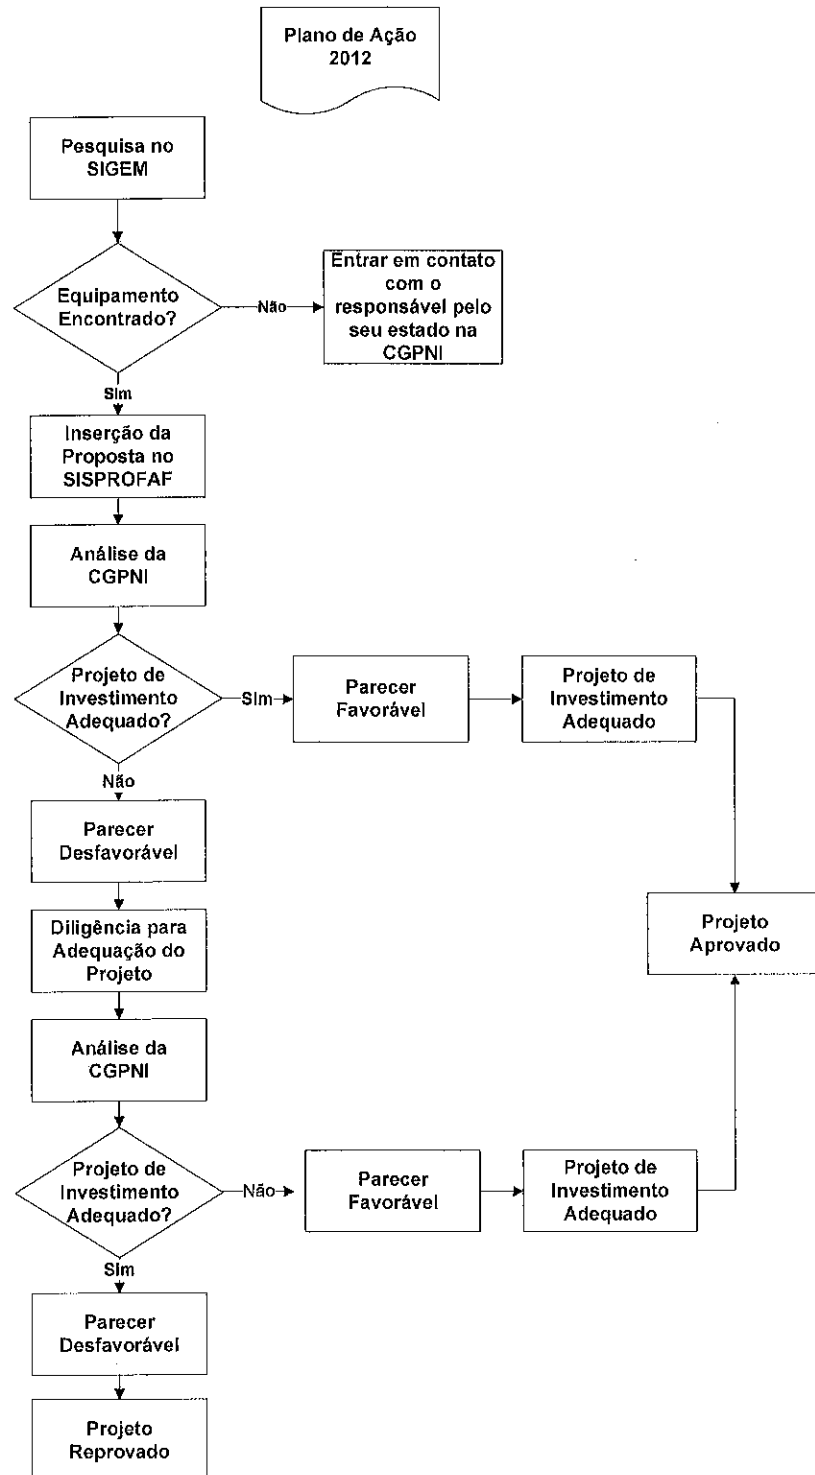 Plano de Ação
2012
Pesquisa no
SIGEM
Equipamento
Encontrado?
Não
Entrar em contato
com o
responsável pelo
seu estado na
CGPNI
Sim
Inserção da
Proposta no
SISPROFAF
Análise da
CGPNI
Projeto de
Investimento
Adequado?
Sim
Parecer
Favorável
Projeto de
Investimento
Adequado
Não
Parecer
Desfavorável
Diligência para
Adequação do
Projeto
Projeto
Aprovado
Análise da
CGPNI
Projeto de
Investimento
Adequado?
Não
Parecer
Favorável
Projeto de
Investimento
Adequado
Sim
Parecer
Desfavorável
Projeto
Reprovado